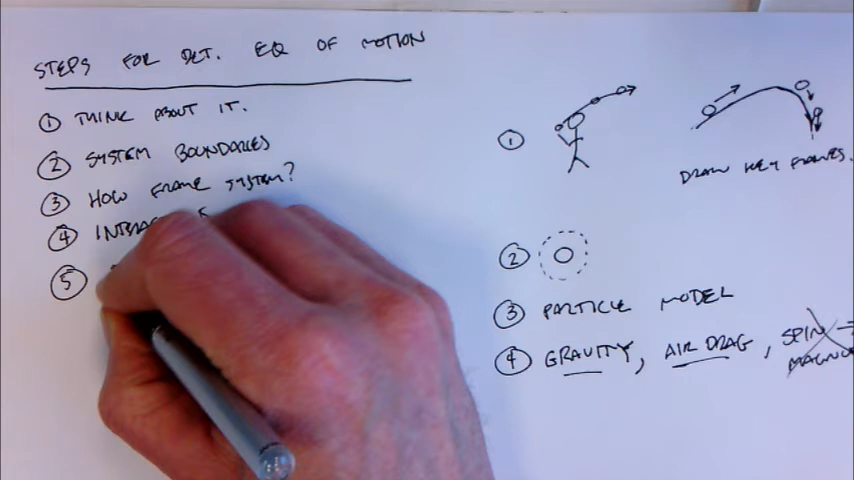 STEPS FOR DET. EQ OF MOTION
① THINK ABOUT IT.
② SYSTEM BOUNDARIES
③ HOW FRAME SYSTEM?
④
⑤
①
DRAW KEY FRAMES.
②
③ PARTICLE MODEL
④ GRAVITY, AIR DRAG, SPIN →